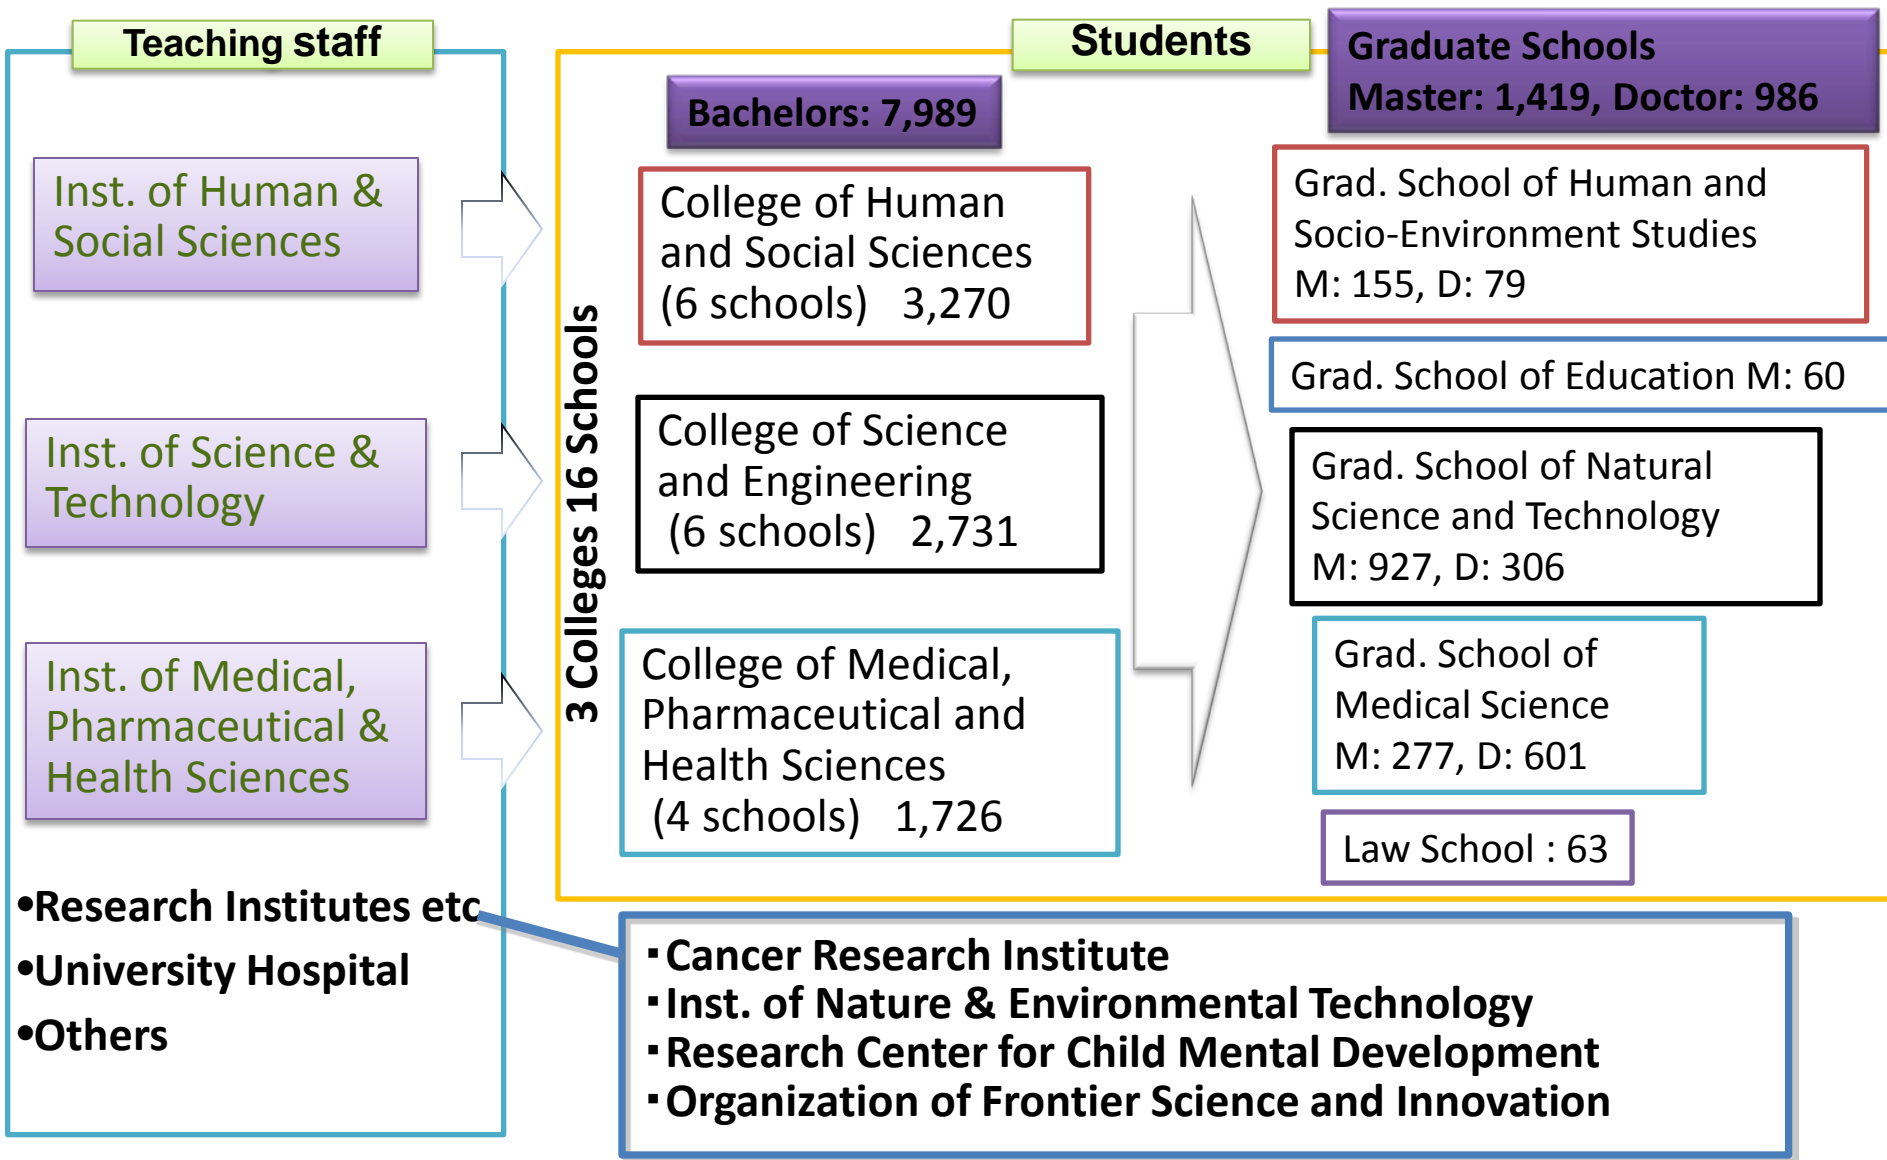 Teaching staff
Inst. of Human &
Social Sciences
Inst. of Science &
Technology
Inst. of Medical,
Pharmaceutical &
Health Sciences
•Research Institutes etc
•University Hospital
•Others
Students
3 Colleges 16 Schools
Bachelors: 7,989
College of Human
and Social Sciences
(6 schools) 3,270
College of Science
and Engineering
(6 schools) 2,731
College of Medical,
Pharmaceutical and
Health Sciences
(4 schools) 1,726
Graduate Schools
Master: 1,419, Doctor: 986
Grad. School of Human and
Socio-Environment Studies
M: 155, D: 79
Grad. School of Education M: 60
Grad. School of Natural
Science and Technology
M: 927, D: 306
Grad. School of
Medical Science
M: 277, D: 601
Law School : 63
▪Cancer Research Institute
▪Inst. of Nature & Environmental Technology
▪Research Center for Child Mental Development
▪Organization of Frontier Science and Innovation